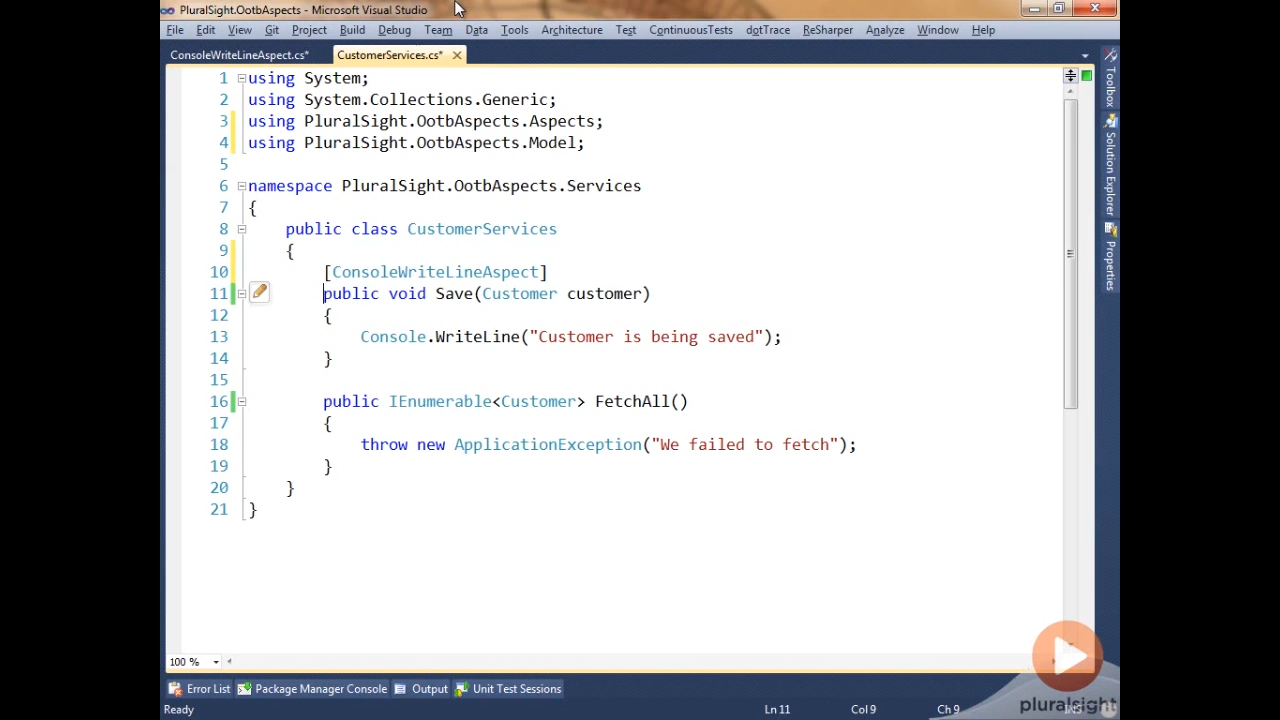 PluralSight.OotbAspects - Microsoft Visual Studio
File Edit View Git Project Build Debug Team Data Tools Architecture Test ContinuousTests dotTrace ReSharper Analyze Window Help
ConsoleWriteLineAspect.cs* CustomerServices.cs*
1 using System;
2 using System.Collections.Generic;
3 using PluralSight.OotbAspects.Aspects;
4 using PluralSight.OotbAspects.Model;
5
6 namespace PluralSight.OotbAspects.Services
7 {
8 public class CustomerServices
9 {
10 [ConsoleWriteLineAspect]
11 public void Save(Customer customer)
12 {
13 Console.WriteLine("Customer is being saved");
14 }
15
16 public IEnumerable<Customer> FetchAll()
17 {
18 throw new ApplicationException("We failed to fetch");
19 }
20 }
21 }
Toolbox
Solution Explorer
Properties
100 %
Error List Package Manager Console Output Unit Test Sessions
Ready Ln 11 Col 9 Ch 9 INS
pluralsight